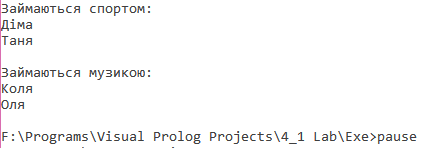 Займаються спортом:
Діма
Таня
Займаються музикою:
Коля
Оля
F:\Programs\Visual Prolog Projects\4_1 Lab\Exe>pause